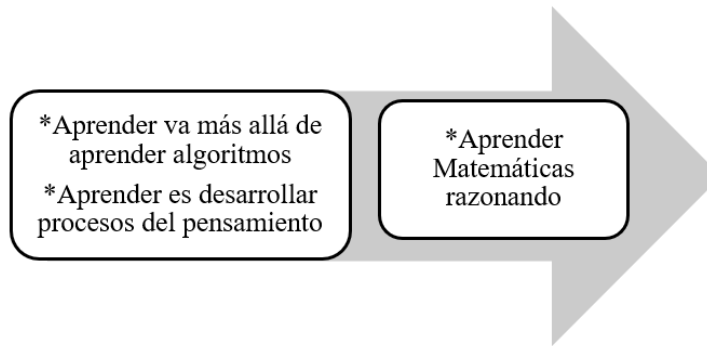 *Aprender va más allá de
aprender algoritmos
*Aprender es desarrollar
procesos del pensamiento
*Aprender
Matemáticas
razonando